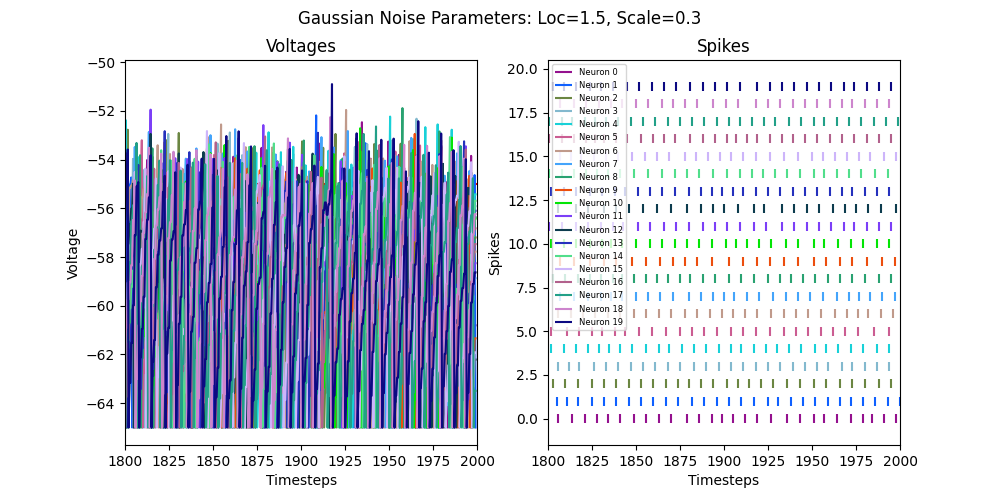 Gaussian Noise Parameters: Loc=1.5, Scale=0.3
Voltages
−50
−52
−54
−56
−58
−60
−62
−64
Voltage
1800
1825
1850
1875
1900
1925
1950
1975
2000
Timesteps
Spikes
20.0
17.5
15.0
12.5
10.0
7.5
5.0
2.5
0.0
Spikes
Neuron 0
Neuron 1
Neuron 2
Neuron 3
Neuron 4
Neuron 5
Neuron 6
Neuron 7
Neuron 8
Neuron 9
Neuron 10
Neuron 11
Neuron 12
Neuron 13
Neuron 14
Neuron 15
Neuron 16
Neuron 17
Neuron 18
Neuron 19
1800
1825
1850
1875
1900
1925
1950
1975
2000
Timesteps